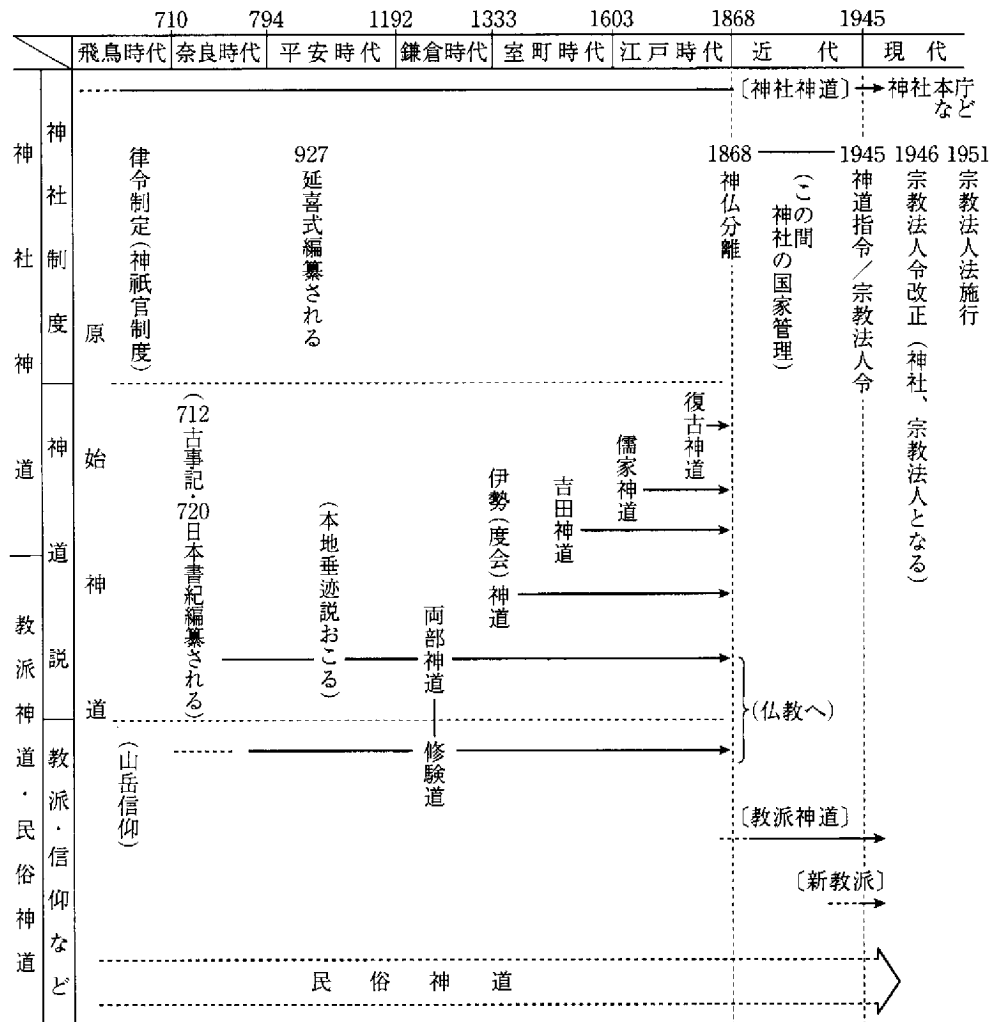 710 794 1192 1333 1603 1868 1945
飛鳥時代 奈良時代 平安時代 鎌倉時代 室町時代 江戸時代 近代 現代
神社神道
教派神道・民俗神道
神社制度
神道説
教派・信仰など
原始神道
〔神社神道〕
神社本庁など
律令制定(神祇官制度)
927
延喜式編纂される
1868
神仏分離
(この間
神社の国家管理)
1945
神道指令/宗教法人令
1946
宗教法人令改正(神社、宗教法人となる)
1951
宗教法人法施行
(712古事記・720日本書紀編纂される)
(本地垂迹説おこる)
両部神道
伊勢(度会)神道
吉田神道
儒家神道
復古神道
(仏教へ)
(山岳信仰)
修験道
〔教派神道〕
〔新教派〕
民俗神道